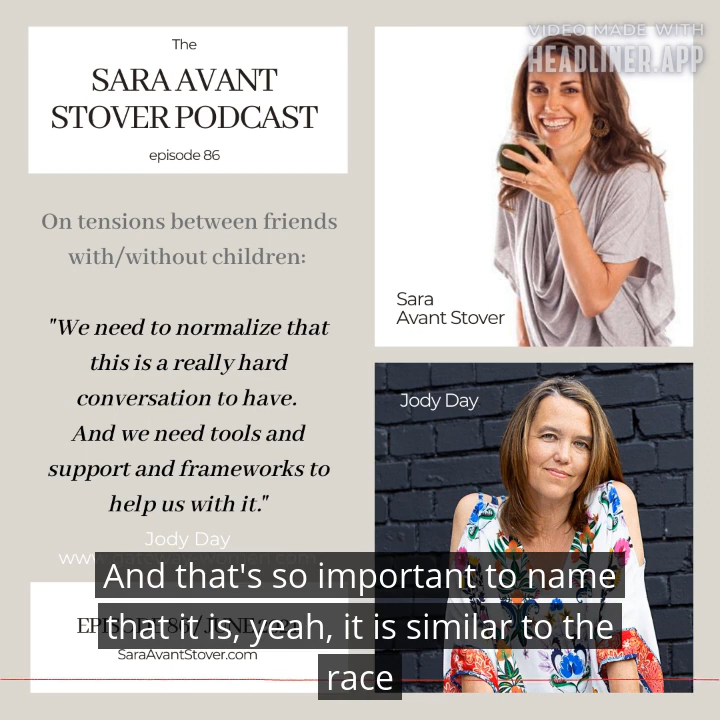 The
SARA AVANT
STOVER PODCAST
episode 86
On tensions between friends
with/without children:
"We need to normalize that
this is a really hard
conversation to have.
And we need tools and
support and frameworks to
help us with it."
Jody Day
SaraAvantStover.com
VIDEO MADE WITH
HEADLINER.APP
Sara
Avant Stover
Jody Day
And that's so important to name
that it is, yeah, it is similar to the
race